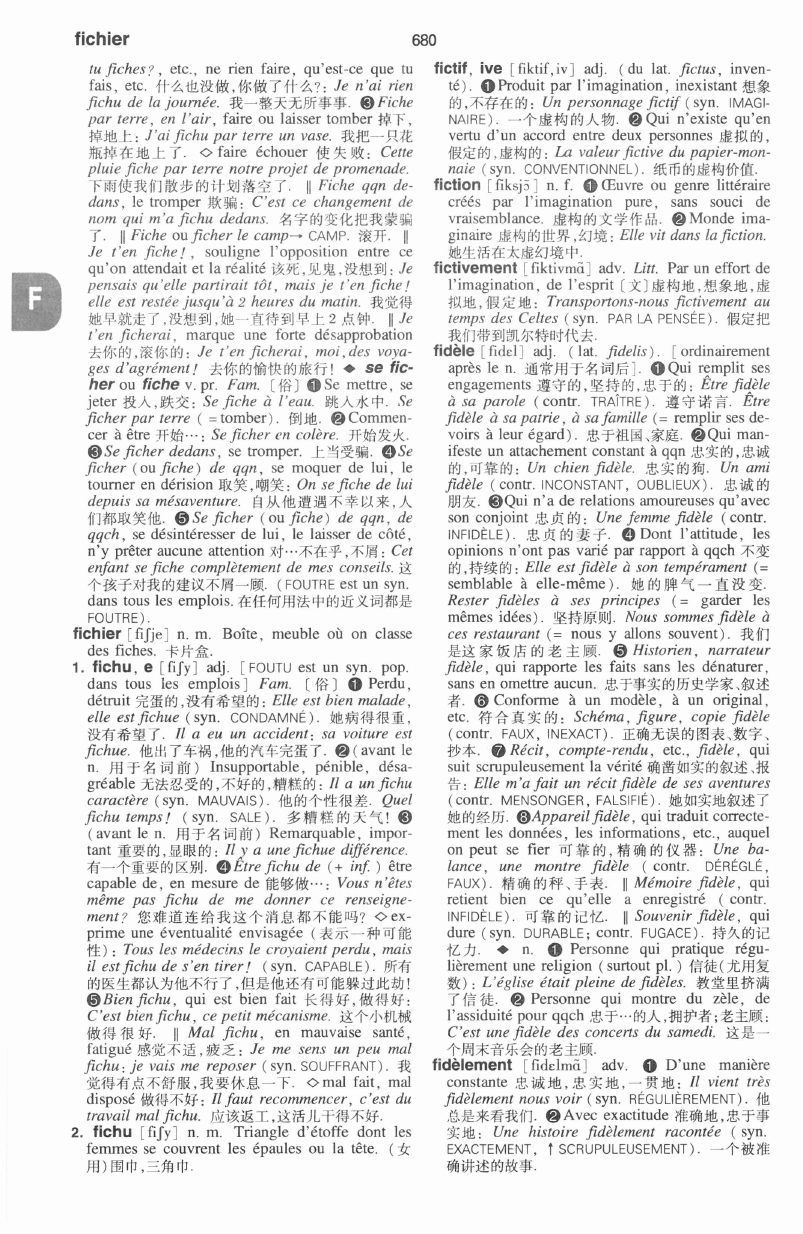 fichier
680
tu fiches?, etc., ne rien faire, qu'est-ce que tu
fais, etc. 什么也没做,你做了什么?: Je n'ai rien
fichu de la journée. 我一整天无所事事. ❸ Fiche
par terre, en l'air, faire ou laisser tomber 掉下,
掉地上: J'ai fichu par terre un vase. 我把一只花
瓶掉在地上了. ◇ faire échouer 使失败: Cette
pluie fiche par terre notre projet de promenade.
下雨使我们散步的计划落空了. ‖ Fiche qqn de-
dans, le tromper 欺骗: C'est ce changement de
nom qui m'a fichu dedans. 名字的变化把我蒙骗
了. ‖ Fiche ou ficher le camp→ CAMP. 滚开. ‖
Je t'en fiche!, souligne l'opposition entre ce
qu'on attendait et la réalité 该死,见鬼,没想到: Je
pensais qu'elle partirait tôt, mais je t'en fiche!
elle est restée jusqu'à 2 heures du matin. 我觉得
她早就走了,没想到,她一直待到早上 2 点钟. ‖ Je
t'en ficherai, marque une forte désapprobation
去你的,滚你的: Je t'en ficherai, moi, des voya-
ges d'agrément! 去你的愉快的旅行! ◆ se fic-
her ou fiche v. pr. Fam. [俗] ❶ Se mettre, se
jeter 投入,跌交: Se fiche à l'eau. 跳入水中. Se
ficher par terre (=tomber). 倒地. ❷ Commen-
cer à être 开始…: Se ficher en colère. 开始发火.
❸ Se ficher dedans, se tromper. 上当受骗. ❹ Se
ficher (ou fiche) de qqn, se moquer de lui, le
tourner en dérision 取笑,嘲笑: On se fiche de lui
depuis sa mésaventure. 自从他遭遇不幸以来,人
们都取笑他. ❺ Se ficher (ou fiche) de qqn, de
qqch, se désintéresser de lui, le laisser de côté,
n'y prêter aucune attention 对…不在乎,不屑: Cet
enfant se fiche complètement de mes conseils. 这
个孩子对我的建议不屑一顾. (FOUTRE est un syn.
dans tous les emplois. 在任何用法中的近义词都是
FOUTRE).
fichier [fiʃje] n. m. Boîte, meuble où on classe
des fiches. 卡片盒.
1. fichu, e [fiʃy] adj. [FOUTU est un syn. pop.
dans tous les emplois] Fam. [俗] ❶ Perdu,
détruit 完蛋的,没有希望的: Elle est bien malade,
elle est fichue (syn. CONDAMNÉ). 她病得很重,
没有希望了. Il a eu un accident: sa voiture est
fichue. 他出了车祸,他的汽车完蛋了. ❷ (avant le
n. 用于名词前) Insupportable, pénible, désa-
gréable 无法忍受的,不好的,糟糕的: Il a un fichu
caractère (syn. MAUVAIS). 他的个性很差. Quel
fichu temps! (syn. SALE). 多糟糕的天气! ❸
(avant le n. 用于名词前) Remarquable, impor-
tant 重要的,显眼的: Il y a une fichue différence.
有一个重要的区别. ❹ Être fichu de (+ inf.) être
capable de, en mesure de 能够做…: Vous n'êtes
même pas fichu de me donner ce renseigne-
ment? 您难道连给我这个消息都不能吗? ◇ ex-
prime une éventualité envisagée (表示一种可能
性): Tous les médecins le croyaient perdu, mais
il est fichu de s'en tirer! (syn. CAPABLE). 所有
的医生都认为他不行了,但是他还有可能躲过此劫!
❺ Bien fichu, qui est bien fait 长得好,做得好:
C'est bien fichu, ce petit mécanisme. 这个小机械
做得很好. ‖ Mal fichu, en mauvaise santé,
fatigué 感觉不适,疲乏: Je me sens un peu mal
fichu: je vais me reposer (syn. SOUFFRANT). 我
觉得有点不舒服,我要休息一下. ◇ mal fait, mal
disposé 做得不好: Il faut recommencer, c'est du
travail mal fichu. 应该返工,这活儿干得不好.
2. fichu [fiʃy] n. m. Triangle d'étoffe dont les
femmes se couvrent les épaules ou la tête. (女
用)围巾,三角巾.
F
fictif, ive [fiktif,iv] adj. (du lat. fictus, inven-
té). ❶ Produit par l'imagination, inexistant 想象
的,不存在的: Un personnage fictif (syn. IMAGI-
NAIRE). 一个虚构的人物. ❷ Qui n'existe qu'en
vertu d'un accord entre deux personnes 虚拟的,
假定的,虚构的: La valeur fictive du papier-mon-
naie (syn. CONVENTIONNEL). 纸币的虚构价值.
fiction [fiksjɔ̃] n. f. ❶ Œuvre ou genre littéraire
créés par l'imagination pure, sans souci de
vraisemblance. 虚构的文学作品. ❷ Monde ima-
ginaire 虚构的世界,幻境: Elle vit dans la fiction.
她生活在太虚幻境中.
fictivement [fiktivmɑ̃] adv. Litt. Par un effort de
l'imagination, de l'esprit [文]虚构地,想象地,虚
拟地,假定地: Transportons-nous fictivement au
temps des Celtes (syn. PAR LA PENSÉE). 假定把
我们带到凯尔特时代去.
fidèle [fidɛl] adj. (lat. fidelis). [ordinairement
après le n. 通常用于名词后]. ❶ Qui remplit ses
engagements 遵守的,坚持的,忠于的: Être fidèle
à sa parole (contr. TRAÎTRE). 遵守诺言. Être
fidèle à sa patrie, à sa famille (= remplir ses de-
voirs à leur égard). 忠于祖国、家庭. ❷ Qui man-
ifeste un attachement constant à qqn 忠实的,忠诚
的,可靠的: Un chien fidèle. 忠实的狗. Un ami
fidèle (contr. INCONSTANT, OUBLIEUX). 忠诚的
朋友. ❸ Qui n'a de relations amoureuses qu'avec
son conjoint 忠贞的: Une femme fidèle (contr.
INFIDÈLE). 忠贞的妻子. ❹ Dont l'attitude, les
opinions n'ont pas varié par rapport à qqch 不变
的,持续的: Elle est fidèle à son tempérament (=
semblable à elle-même). 她的脾气一直没变.
Rester fidèles à ses principes (= garder les
mêmes idées). 坚持原则. Nous sommes fidèle à
ces restaurant (= nous y allons souvent). 我们
是这家饭店的老主顾. ❺ Historien, narrateur
fidèle, qui rapporte les faits sans les dénaturer,
sans en omettre aucun. 忠于事实的历史学家、叙述
者. ❻ Conforme à un modèle, à un original,
etc. 符合真实的: Schéma, figure, copie fidèle
(contr. FAUX, INEXACT). 正确无误的图表、数字、
抄本. ❼ Récit, compte-rendu, etc., fidèle, qui
suit scrupuleusement la vérité 确凿如实的叙述、报
告: Elle m'a fait un récit fidèle de ses aventures
(contr. MENSONGER, FALSIFIÉ). 她如实地叙述了
她的经历. ❽ Appareil fidèle, qui traduit correcte-
ment les données, les informations, etc., auquel
on peut se fier 可靠的,精确的仪器: Une ba-
lance, une montre fidèle (contr. DÉRÉGLÉ,
FAUX). 精确的秤、手表. ‖ Mémoire fidèle, qui
retient bien ce qu'elle a enregistré (contr.
INFIDÈLE). 可靠的记忆. ‖ Souvenir fidèle, qui
dure (syn. DURABLE; contr. FUGACE). 持久的记
忆力. ◆ n. ❶ Personne qui pratique régu-
lièrement une religion (surtout pl.) 信徒(尤用复
数): L'église était pleine de fidèles. 教堂里挤满
了信徒. ❷ Personne qui montre du zèle, de
l'assiduité pour qqch 忠于…的人,拥护者;老主顾:
C'est une fidèle des concerts du samedi. 这是一
个周末音乐会的老主顾.
fidèlement [fidɛlmɑ̃] adv. ❶ D'une manière
constante 忠诚地,忠实地,一贯地: Il vient très
fidèlement nous voir (syn. RÉGULIÈREMENT). 他
总是来看我们. ❷ Avec exactitude 准确地,忠于事
实地: Une histoire fidèlement racontée (syn.
EXACTEMENT, ↑ SCRUPULEUSEMENT). 一个被准
确讲述的故事.